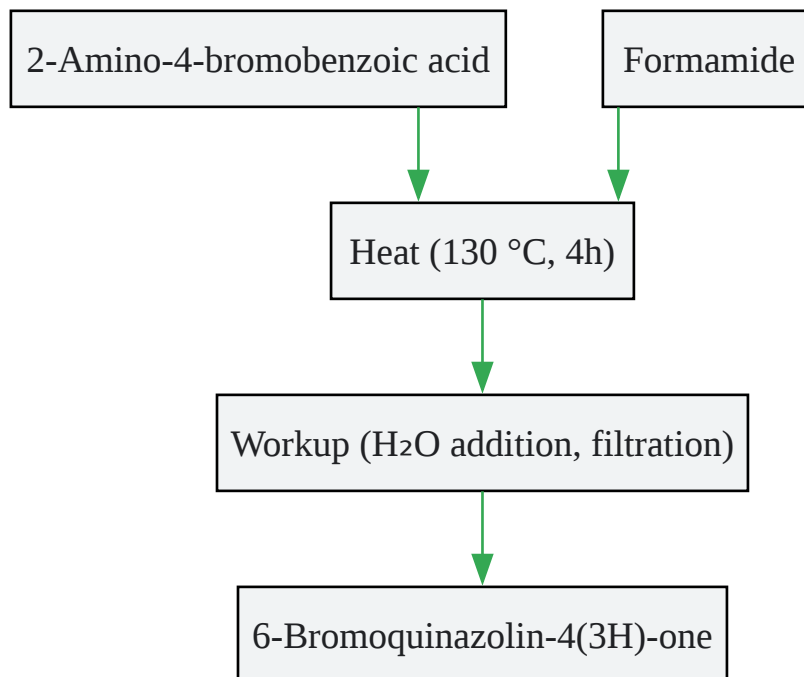 2-Amino-4-bromobenzoic acid
Formamide
Heat (130 °C, 4h)
Workup (H₂O addition, filtration)
6-Bromoquinazolin-4(3H)-one